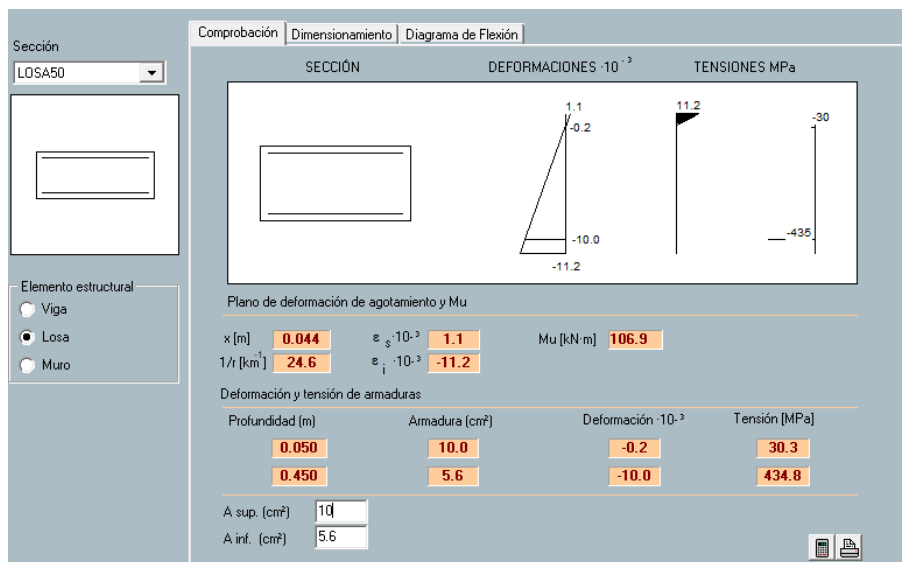 Sección
LOSA50
Elemento estructural
Viga
Losa
Muro
Comprobación Dimensionamiento Diagrama de Flexión
SECCIÓN DEFORMACIONES ·10⁻³ TENSIONES MPa
1.1 11.2
-0.2 -30
-10.0 -435
-11.2
Plano de deformación de agotamiento y Mu
x [m] 0.044 ε s ·10-³ 1.1 Mu [kN·m] 106.9
1/r [km⁻¹] 24.6 ε i ·10-³ -11.2
Deformación y tensión de armaduras
Profundidad (m) Armadura (cm²) Deformación ·10-³ Tensión [MPa]
0.050 10.0 -0.2 30.3
0.450 5.6 -10.0 434.8
A sup. (cm²) 10
A inf. (cm²) 5.6